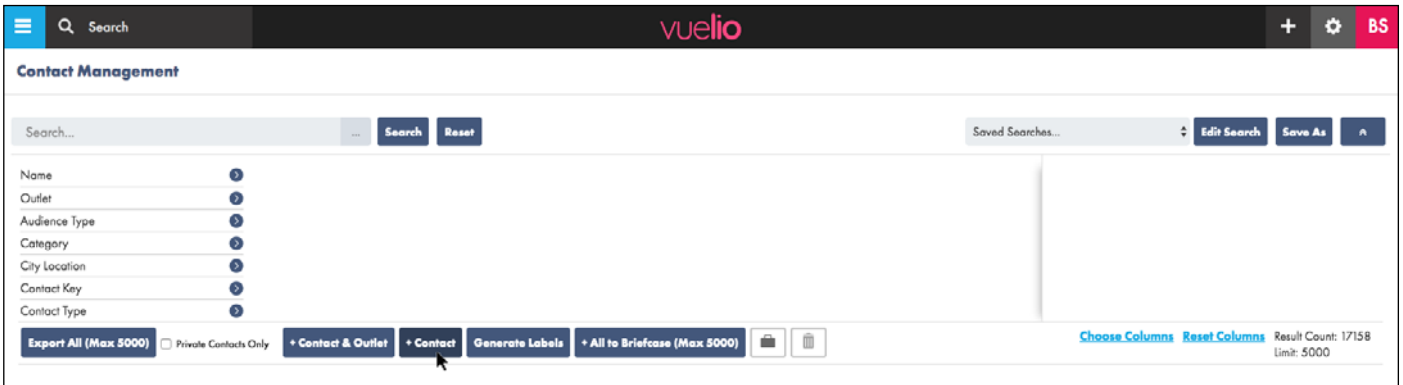 Search vuelio + BS
Contact Management
Search... ... Search Reset Saved Searches... Edit Search Save As
Name
Outlet
Audience Type
Category
City Location
Contact Key
Contact Type
Export All (Max 5000) Private Contacts Only + Contact & Outlet + Contact Generate Labels + All to Briefcase (Max 5000) Choose Columns Reset Columns Result Count: 17158
Limit: 5000